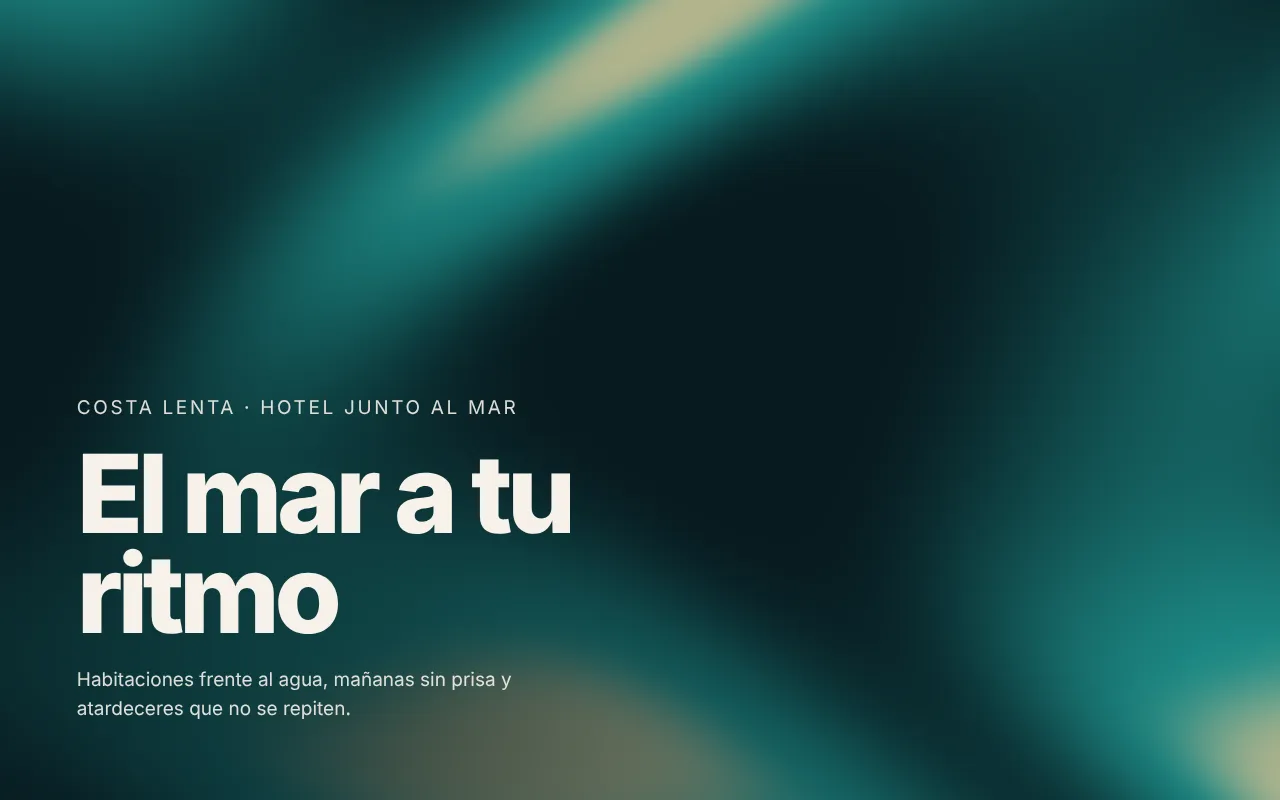 COSTA LENTA · HOTEL JUNTO AL MAR
El mar a tu
ritmo
Habitaciones frente al agua, mañanas sin prisa y
atardeceres que no se repiten.